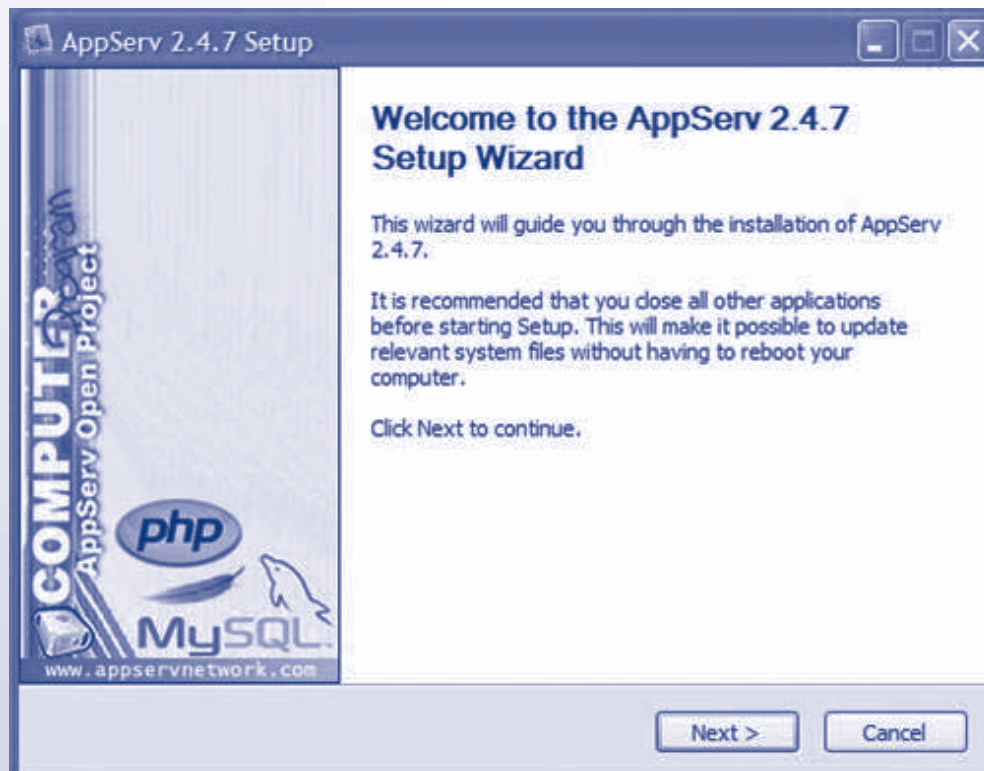 AppServ 2.4.7 Setup
Welcome to the AppServ 2.4.7
Setup Wizard
This wizard will guide you through the installation of AppServ
2.4.7.
It is recommended that you close all other applications
before starting Setup. This will make it possible to update
relevant system files without having to reboot your
computer.
Click Next to continue.
COMPUTER
AppServ Open Project
php
MySQL
www.appservnetwork.com
Next >
Cancel